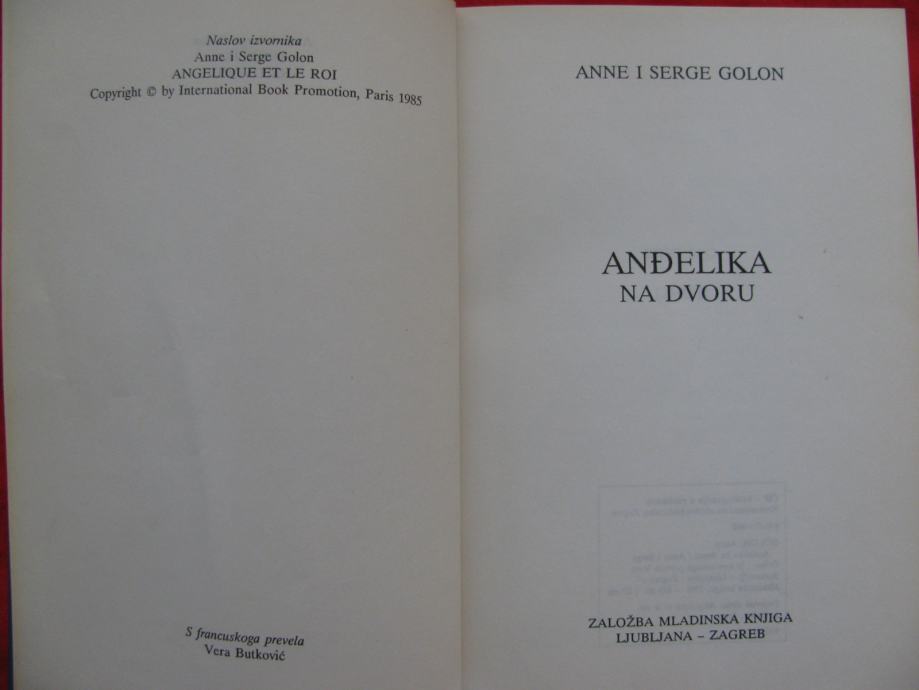 Naslov izvornika
Anne i Serge Golon
ANGELIQUE ET LE ROI
Copyright © by International Book Promotion, Paris 1985
S francuskoga prevela
Vera Butković
ANNE I SERGE GOLON
ANĐELIKA
NA DVORU
ZALOŽBA MLADINSKA KNJIGA
LJUBLJANA – ZAGREB